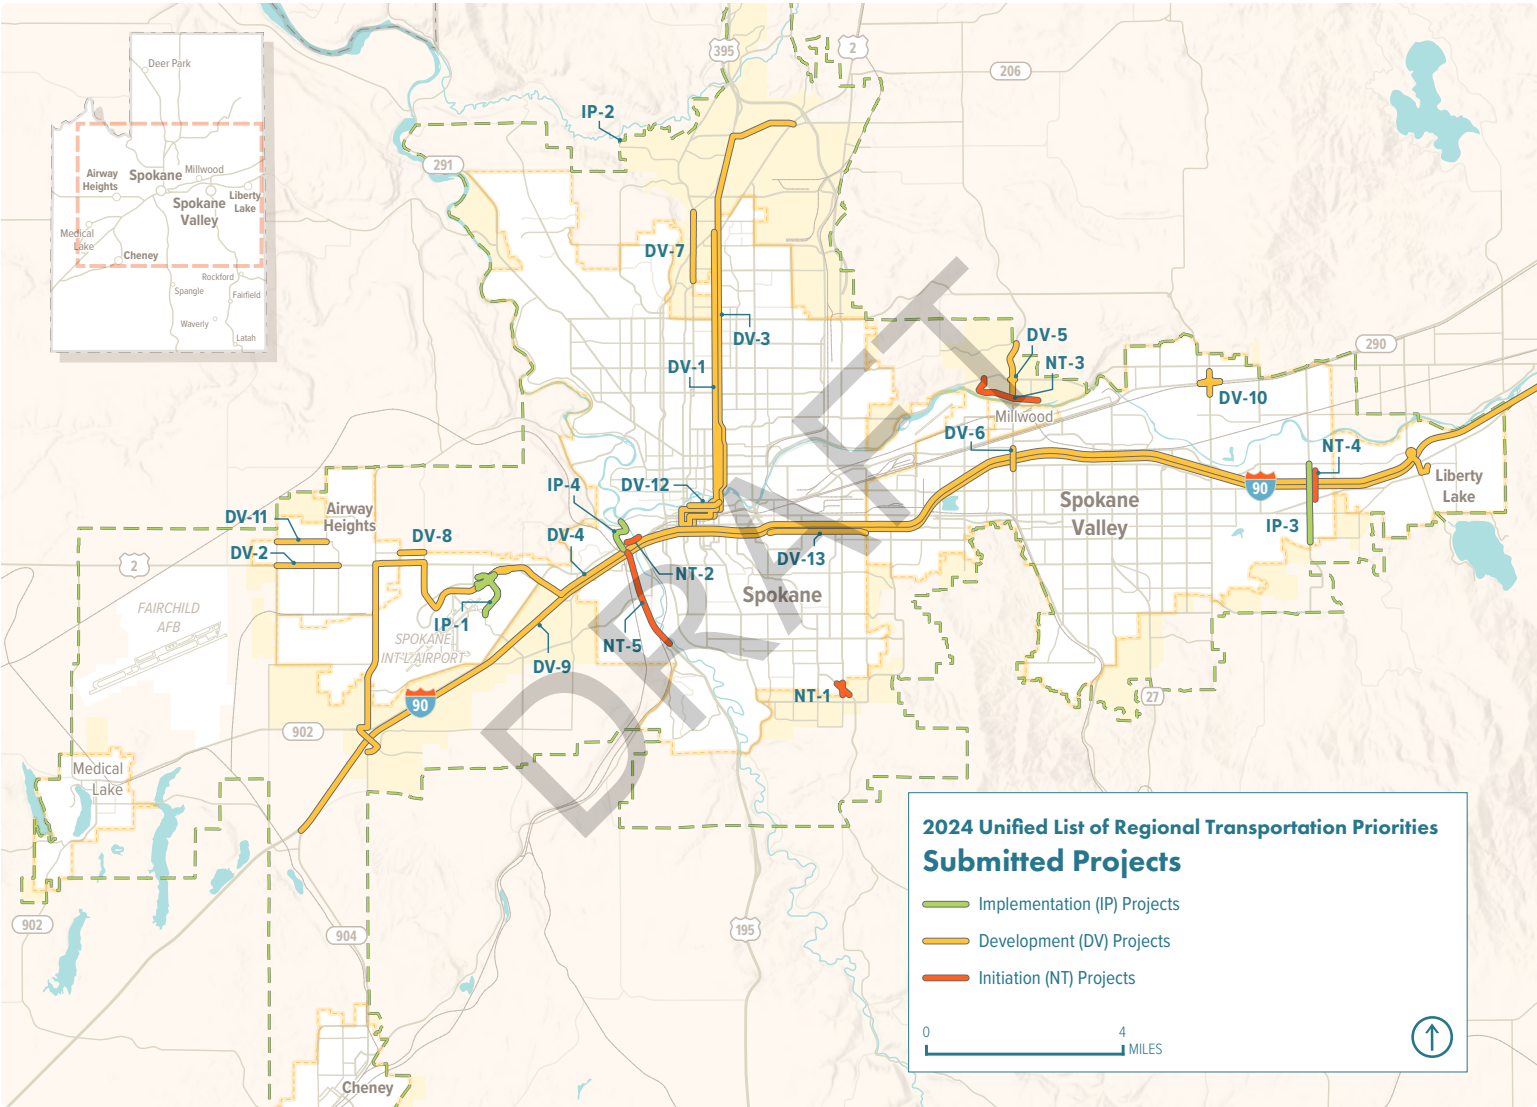 395
2
206
Deer Park
IP-2
291
Airway
Heights
Spokane
Millwood
Spokane
Valley
Liberty
Lake
Medical
Lake
Cheney
Rockford
Spangle
Fairfield
Waverly
Latah
DV-7
DV-3
DV-1
DV-5
NT-3
290
DV-10
Millwood
DV-6
NT-4
Liberty
Lake
90
Spokane
Valley
IP-3
IP-4
DV-12
Airway
Heights
DV-11
DV-2
DV-8
DV-4
DV-13
NT-2
2
Spokane
FAIRCHILD
AFB
IP-1
SPOKANE
INT'L AIRPORT
NT-5
DV-9
NT-1
27
90
902
Medical
Lake
DRAFT
902
904
195
Cheney
2024 Unified List of Regional Transportation Priorities
Submitted Projects
Implementation (IP) Projects
Development (DV) Projects
Initiation (NT) Projects
0 4
MILES